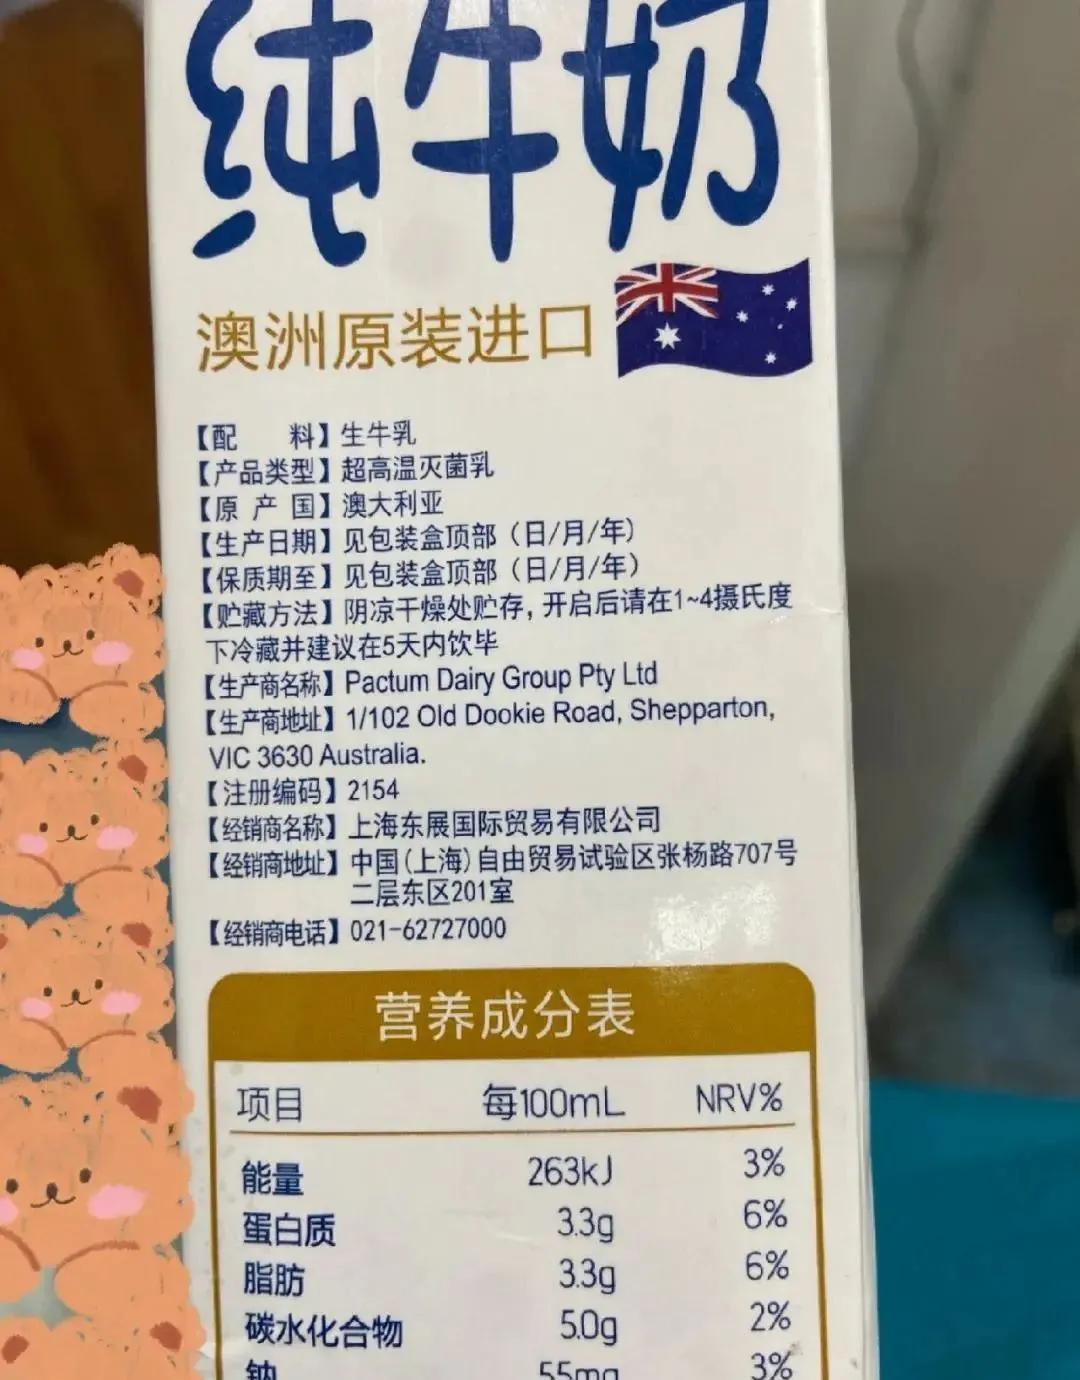 纯牛奶
澳洲原装进口
【配 料】生牛乳
【产品类型】超高温灭菌乳
【原产国】澳大利亚
【生产日期】见包装盒顶部（日/月/年）
【保质期至】见包装盒顶部（日/月/年）
【贮藏方法】阴凉干燥处贮存, 开启后请在1~4摄氏度
下冷藏并建议在5天内饮毕
【生产商名称】Pactum Dairy Group Pty Ltd
【生产商地址】1/102 Old Dookie Road, Shepparton,
VIC 3630 Australia.
【注册编码】2154
【经销商名称】上海东展国际贸易有限公司
【经销商地址】中国(上海)自由贸易试验区张杨路707号
二层东区201室
【经销商电话】021-62727000
营养成分表
项目 每100mL NRV%
能量 263kJ 3%
蛋白质 3.3g 6%
脂肪 3.3g 6%
碳水化合物 5.0g 2%
钠 55mg 3%